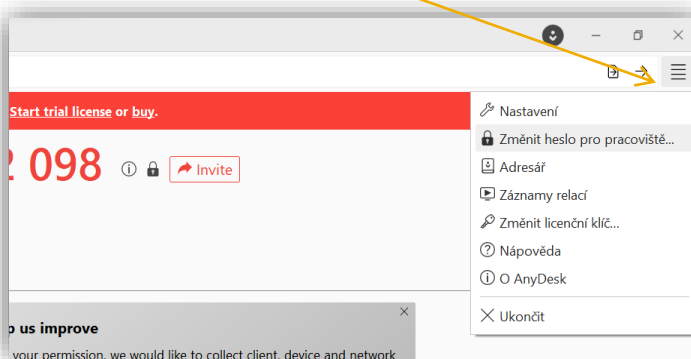 Start trial license or buy.
098
Invite
Nastavení
Změnit heslo pro pracoviště...
Adresář
Záznamy relací
Změnit licenční klíč...
Nápověda
O AnyDesk
Ukončit
us improve
your permission, we would like to collect client, device and network